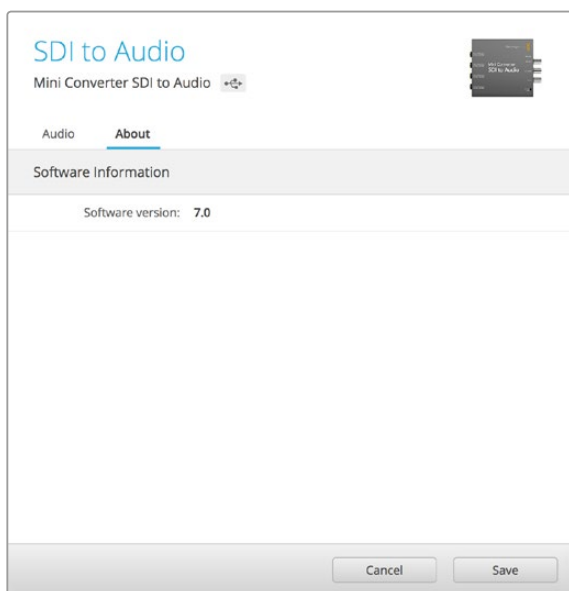 SDI to Audio
Mini Converter SDI to Audio
Audio About
Software Information
Software version: 7.0
Cancel Save